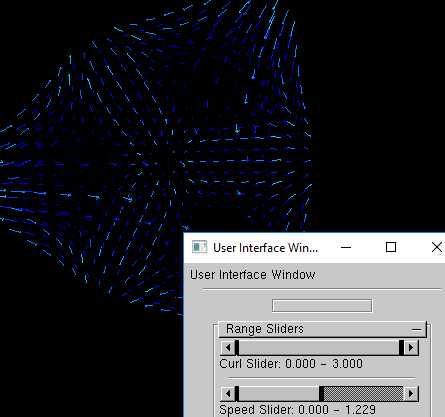 User Interface Win...
User Interface Window
Range Sliders
Curl Slider: 0.000 - 3.000
Speed Slider: 0.000 - 1.229